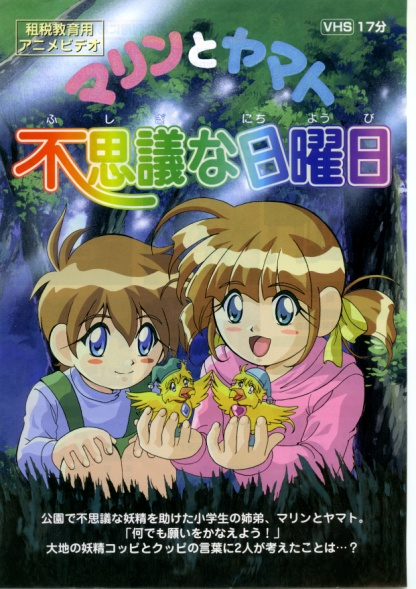 租税教育用
アニメビデオ
VHS 17分
マリンとヤマト
ふしぎ にちようび
不思議な日曜日
公園で不思議な妖精を助けた小学生の姉弟、マリンとヤマト。
「何でも願いをかなえよう！」
大地の妖精コッピとクッピの言葉に2人が考えたことは…？